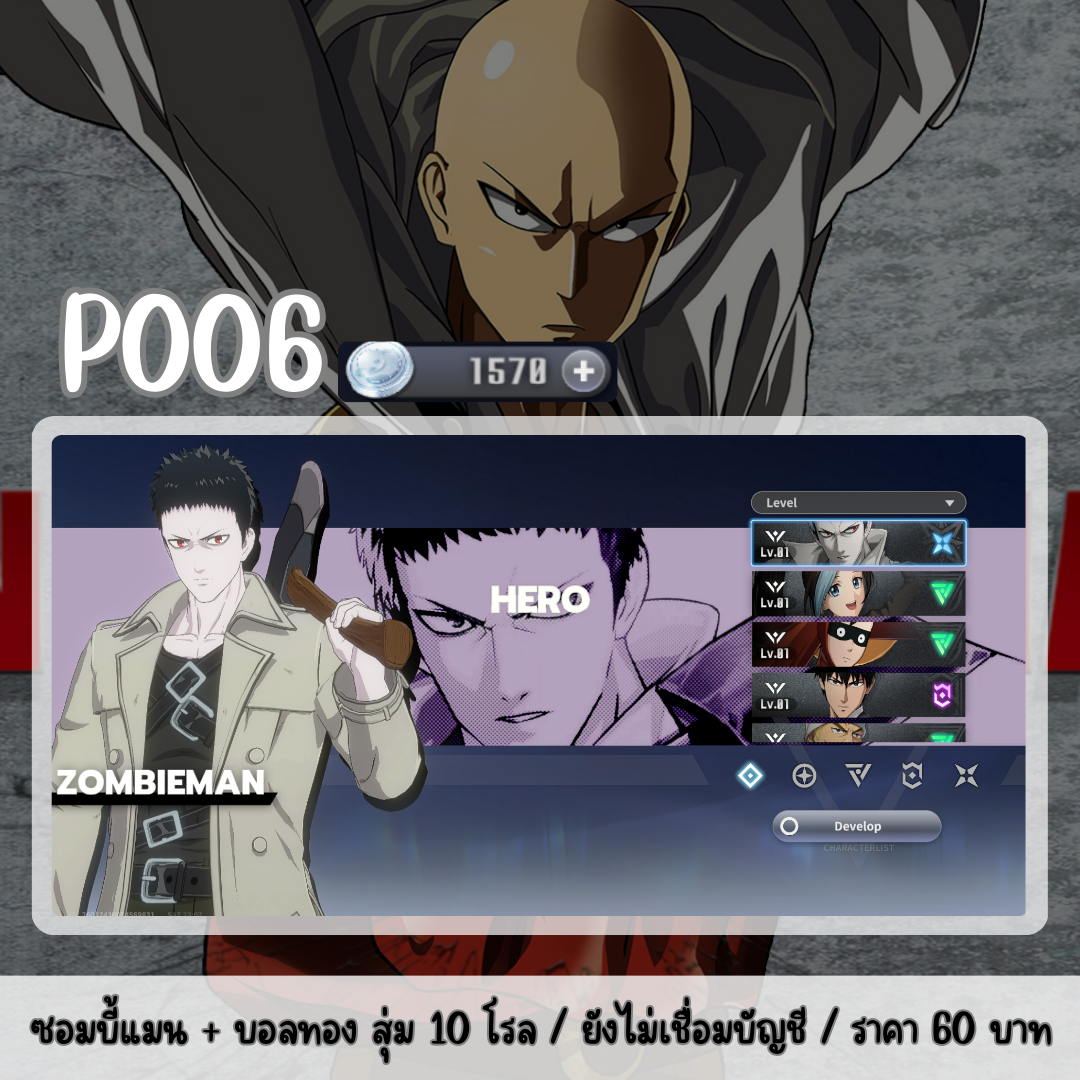 P006
1570
Level
Lv.01
Lv.01
HERO
Lv.01
Lv.01
ZOMBIEMAN
Develop
CHARACTERLIST
ซอมบี้แมน + บอลทอง สุ่ม 10 โรล / ยังไม่เชื่อมบัญชี / ราคา 60 บาท